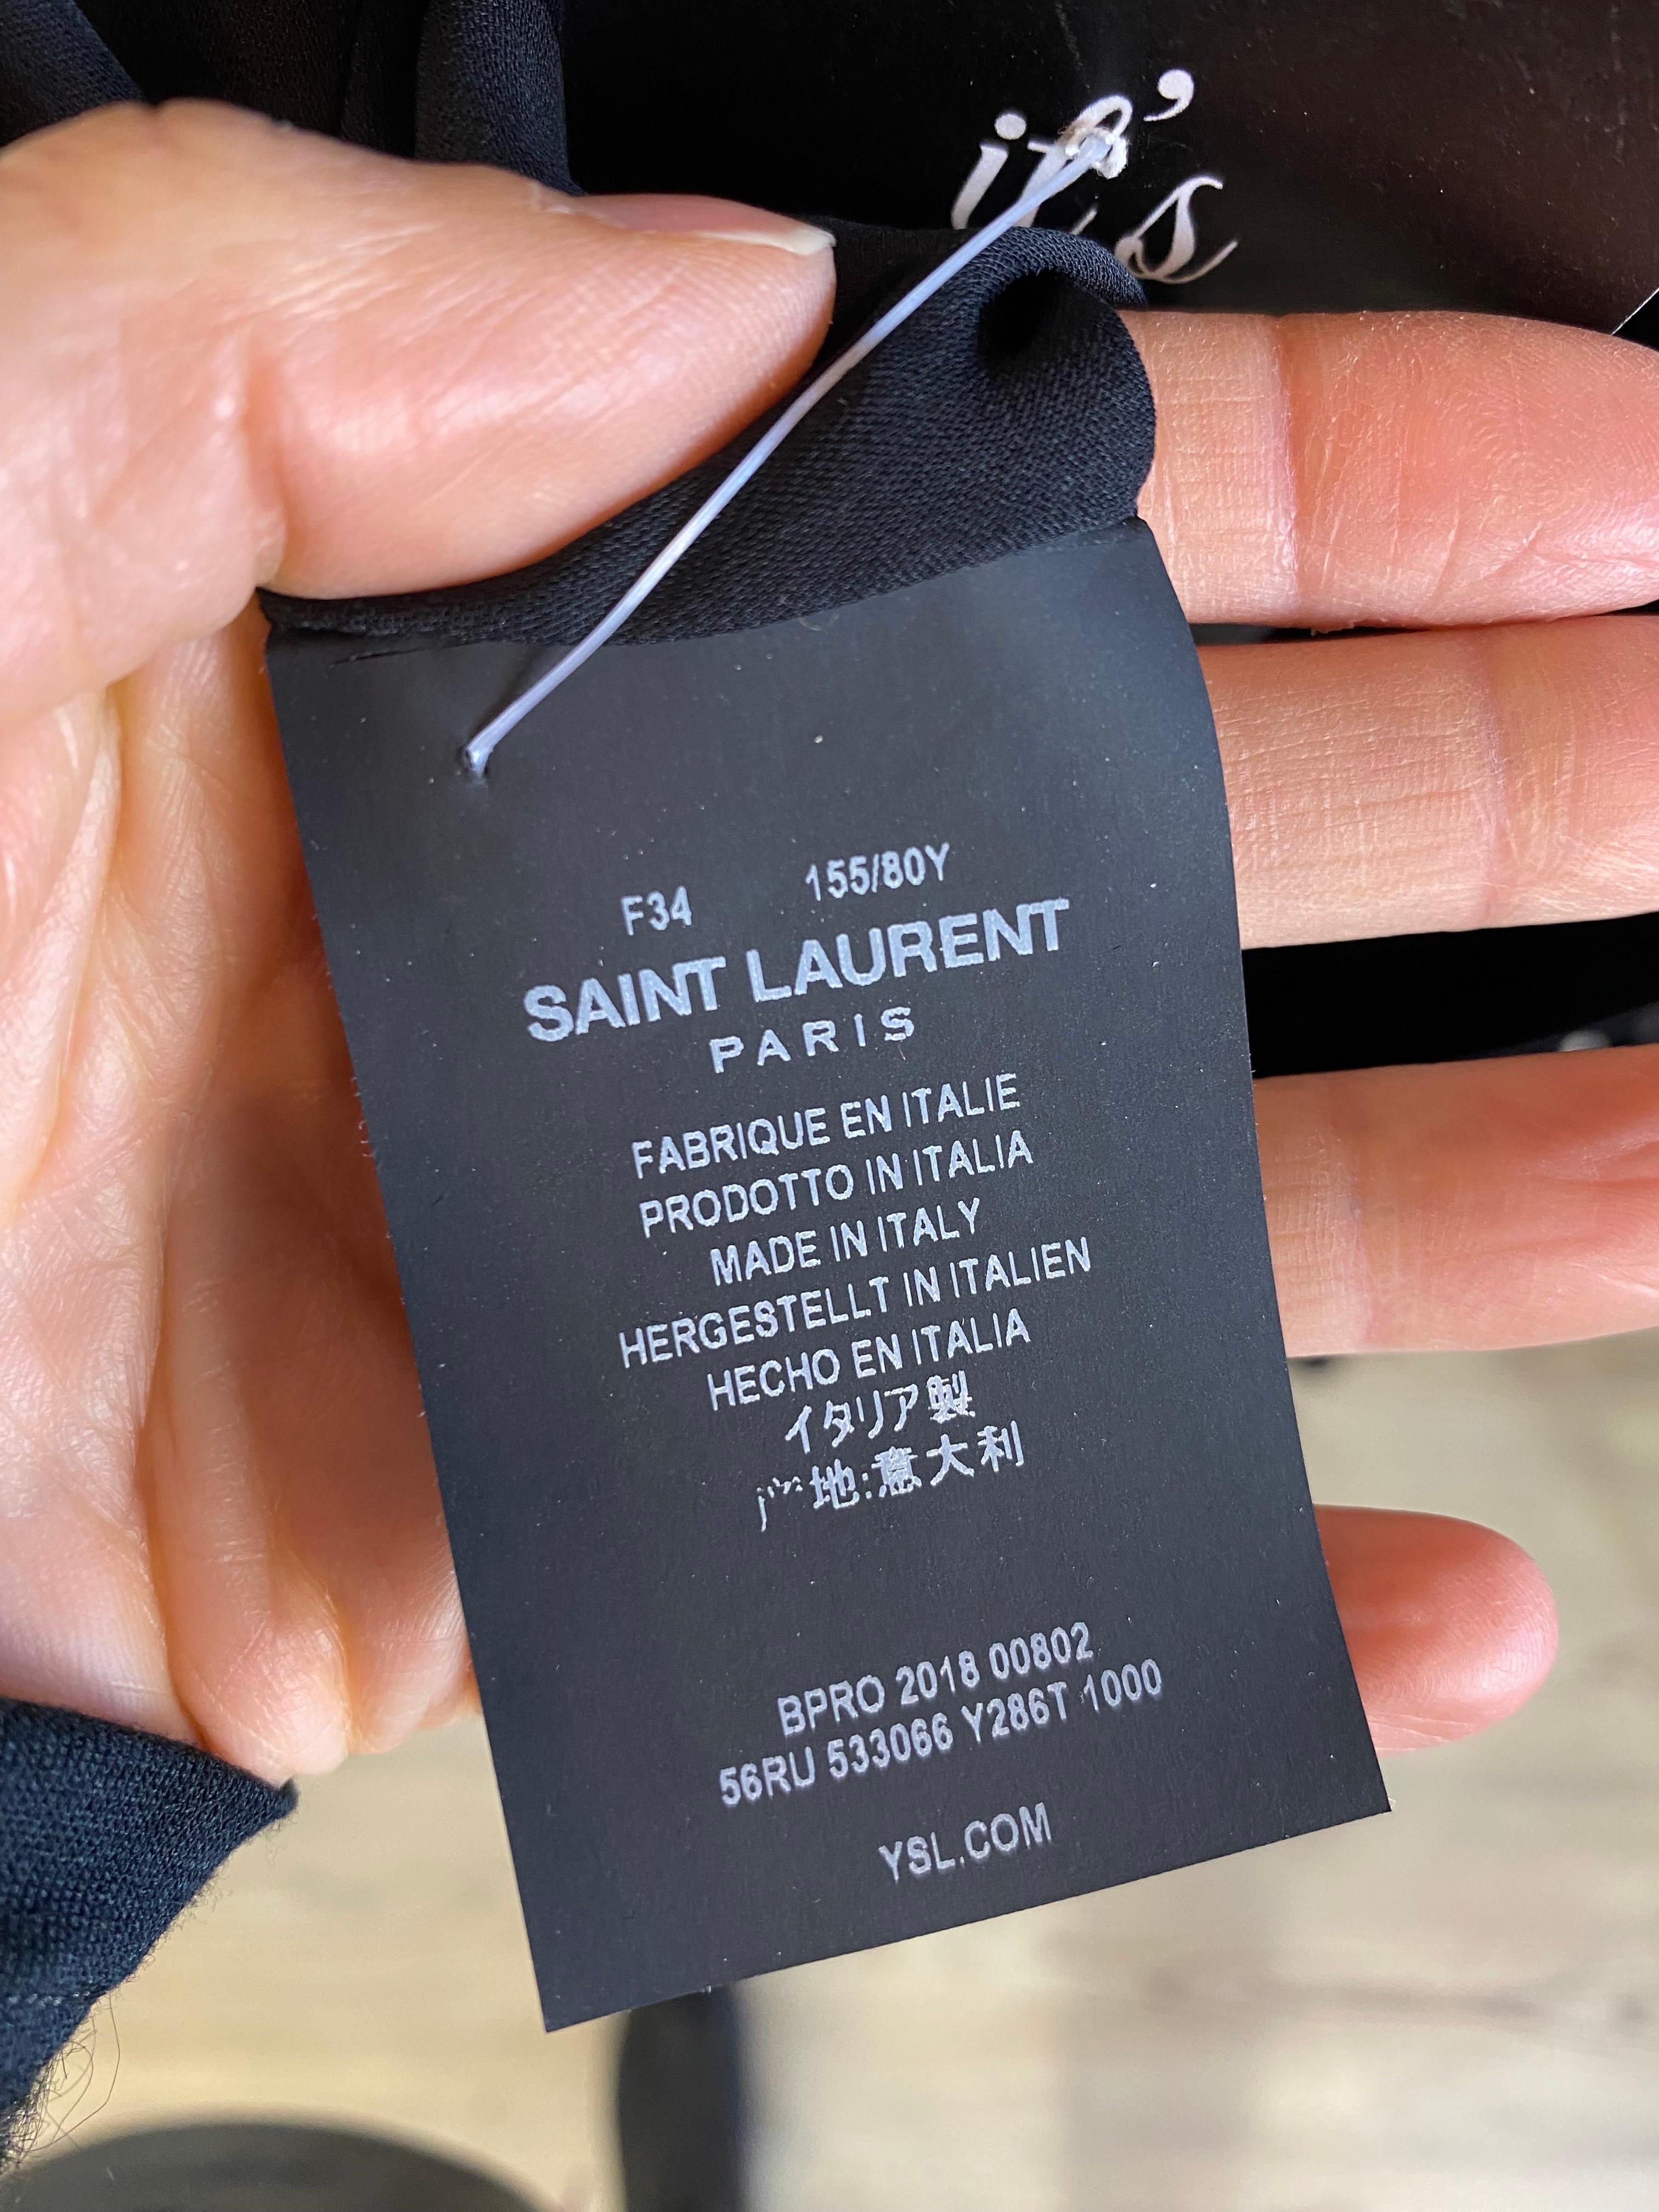 it's
F34 155/80Y
SAINT LAURENT
PARIS
FABRIQUE EN ITALIE
PRODOTTO IN ITALIA
MADE IN ITALY
HERGESTELLT IN ITALIEN
HECHO EN ITALIA
イタリア製
产地:意大利
BPRO 2018 00802
56RU 533066 Y286T 1000
YSL.COM